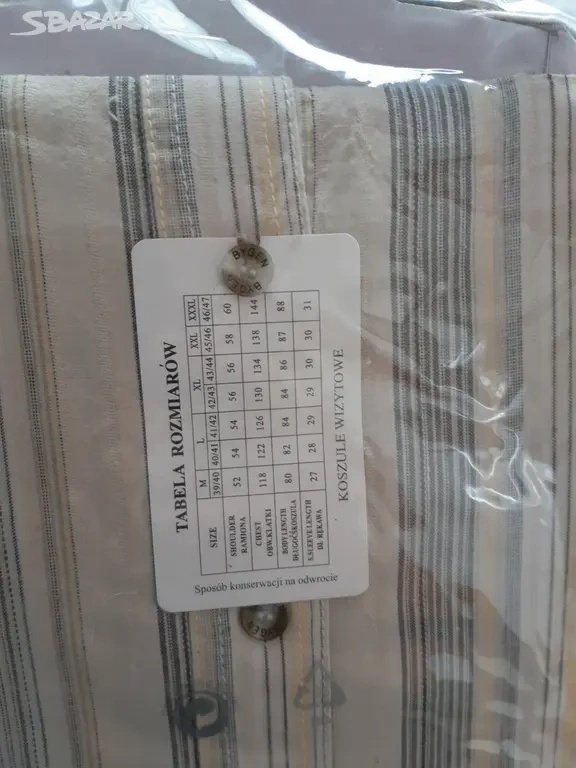 SBAZAR
TABELA ROZMIARÓW
SIZE M L XL XXL XXXL
39/40 40/41 41/42 42/43 43/44 45/46 46/47
SHOULDER
RAMIONA 52 54 54 56 56 58 60
CHEST
OBW.KLATKI 118 122 126 130 134 138 144
BODY LENGTH
DŁUGOĆŚKOSZULA 80 82 84 84 86 87 88
S.SLEEVE LENGTH
DŁ RĘKAWA 27 28 29 29 30 30 31
KOSZULE WIZYTOWE
Sposób konserwacji na odwrocie
BYGEN